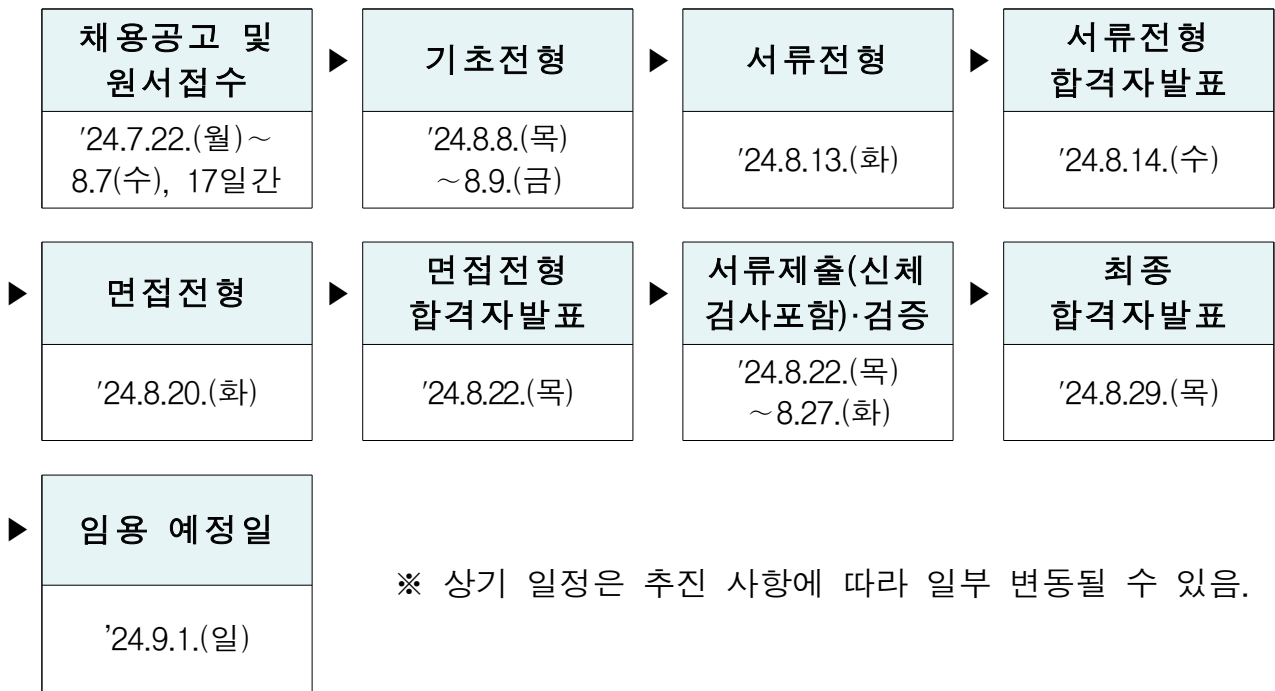 채용공고 및
원서접수
'24.7.22.(월)～
8.7(수), 17일간
▶
기초전형
'24.8.8.(목)
～8.9.(금)
▶
서류전형
'24.8.13.(화)
▶
서류전형
합격자발표
'24.8.14.(수)
▶
면접전형
'24.8.20.(화)
▶
면접전형
합격자발표
'24.8.22.(목)
▶
서류제출(신체
검사포함)·검증
'24.8.22.(목)
～8.27.(화)
▶
최종
합격자발표
'24.8.29.(목)
▶
임용 예정일
’24.9.1.(일)
※ 상기 일정은 추진 사항에 따라 일부 변동될 수 있음.